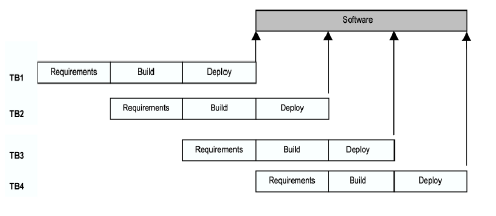 Software
TB1 Requirements Build Deploy
TB2 Requirements Build Deploy
TB3 Requirements Build Deploy
TB4 Requirements Build Deploy